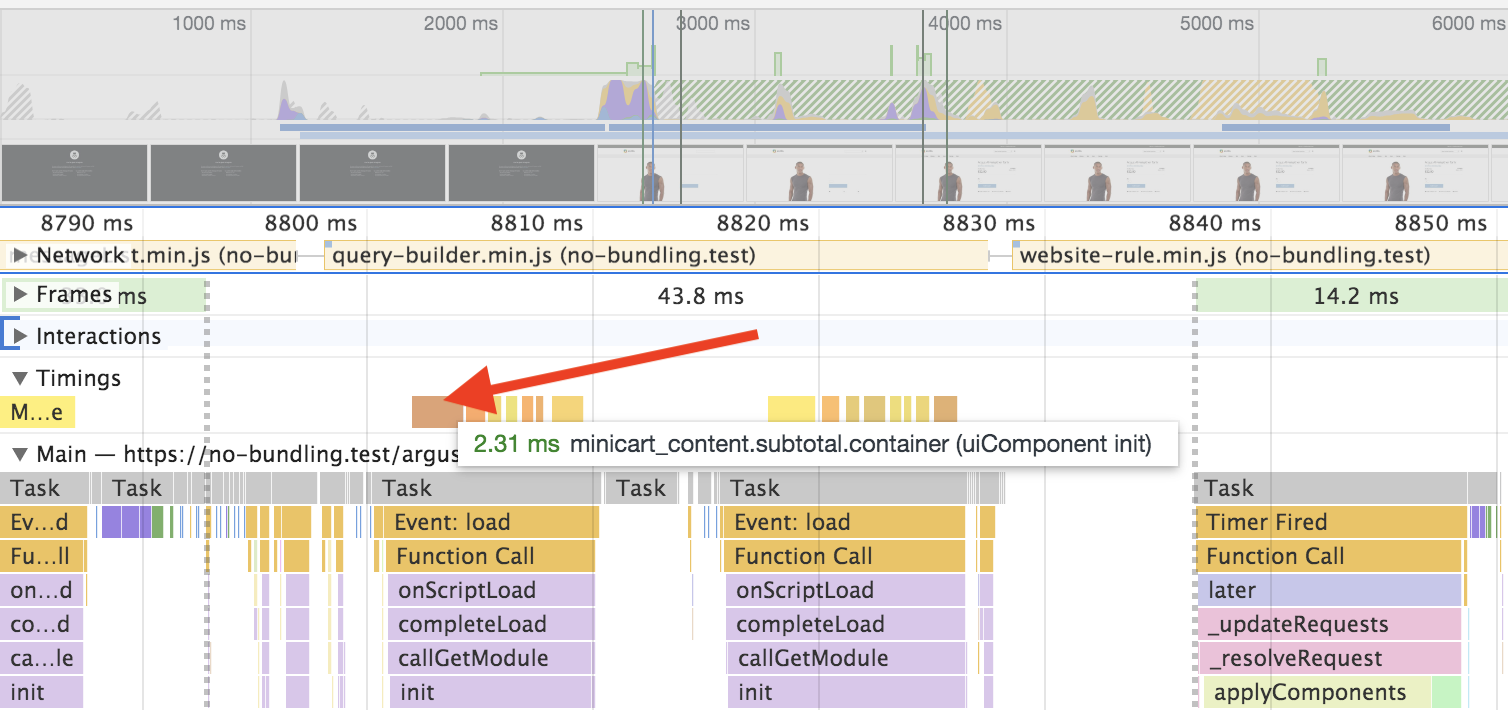 1000 ms 2000 ms 3000 ms 4000 ms 5000 ms 6000 ms
8790 ms 8800 ms 8810 ms 8820 ms 8830 ms 8840 ms 8850 ms
Network t.min.js (no-bui query-builder.min.js (no-bundling.test) website-rule.min.js (no-bundling.test)
Frames ms 43.8 ms 14.2 ms
Interactions
Timings
M...e
2.31 ms minicart_content.subtotal.container (uiComponent init)
Main — https://no-bundling.test/argus
Task Task Task Task Task Task
Ev...d Event: load Event: load Timer Fired
Fu...ll Function Call Function Call Function Call
on...d onScriptLoad onScriptLoad later
co...d completeLoad completeLoad _updateRequests
ca...le callGetModule callGetModule _resolveRequest
init init init applyComponents